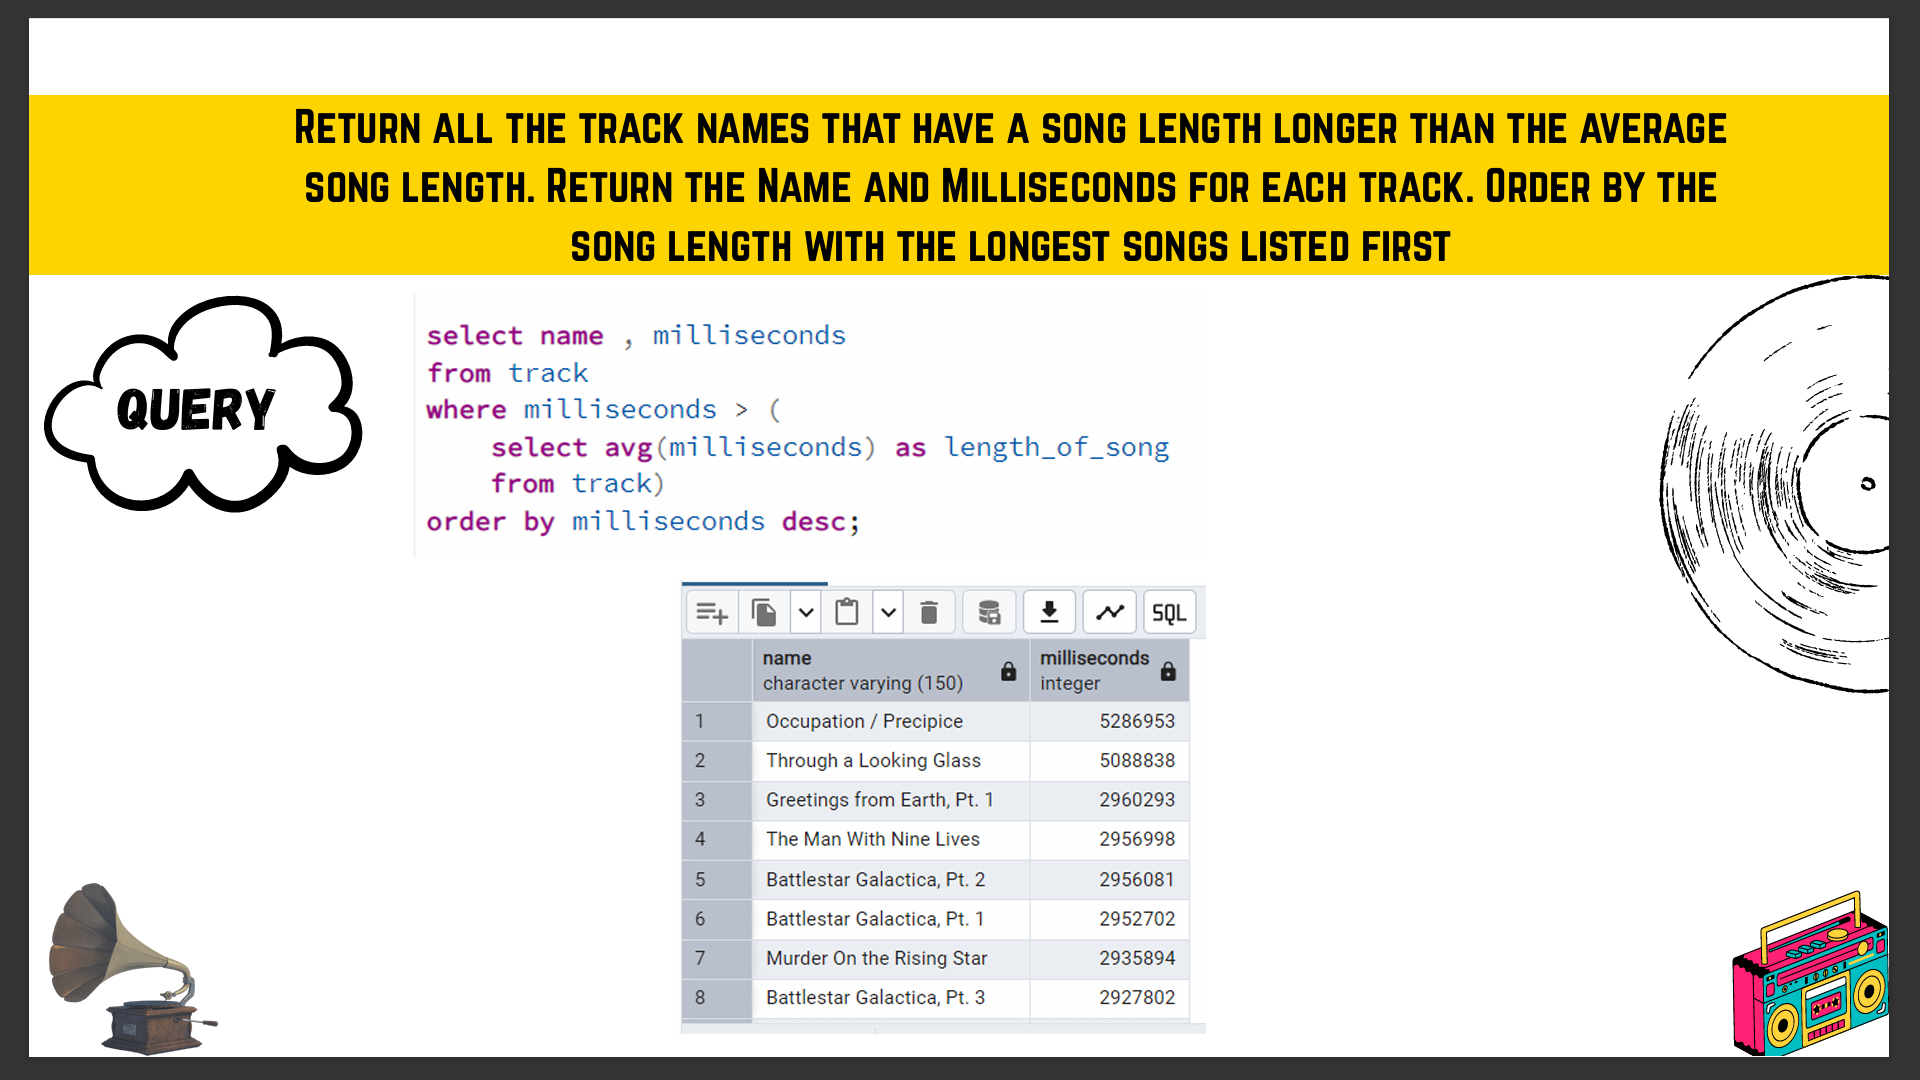 Return all the track names that have a song length longer than the average
song length. Return the Name and Milliseconds for each track. Order by the
song length with the longest songs listed first
QUERY
select name , milliseconds
from track
where milliseconds > (
select avg(milliseconds) as length_of_song
from track)
order by milliseconds desc;
SQL
name milliseconds
character varying (150) integer
1 Occupation / Precipice 5286953
2 Through a Looking Glass 5088838
3 Greetings from Earth, Pt. 1 2960293
4 The Man With Nine Lives 2956998
5 Battlestar Galactica, Pt. 2 2956081
6 Battlestar Galactica, Pt. 1 2952702
7 Murder On the Rising Star 2935894
8 Battlestar Galactica, Pt. 3 2927802